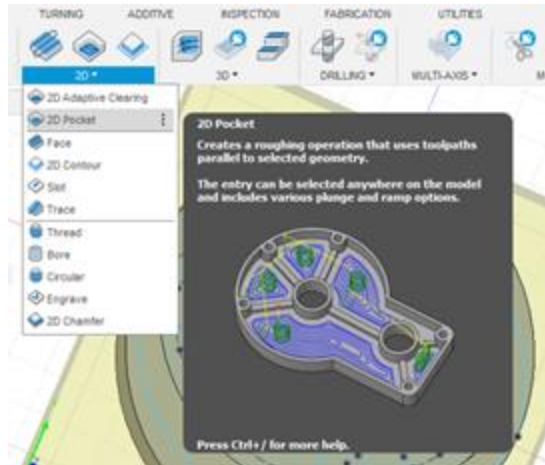 TURNING ADDITIVE INSPECTION FABRICATION UTILITIES
2D 3D DRILLING MULTI-AXIS M
2D Adaptive Clearing
2D Pocket
Face
2D Contour
Slot
Trace
Thread
Bore
Circular
Engrave
2D Chamfer
2D Pocket
Creates a roughing operation that uses toolpaths
parallel to selected geometry.
The entry can be selected anywhere on the model
and includes various plunge and ramp options.
Press Ctrl+/ for more help.